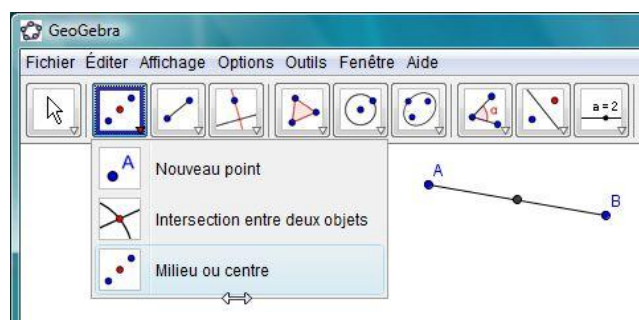 GeoGebra
Fichier Éditer Affichage Options Outils Fenêtre Aide
α
a = 2
A
Nouveau point
Intersection entre deux objets
Milieu ou centre
A
B